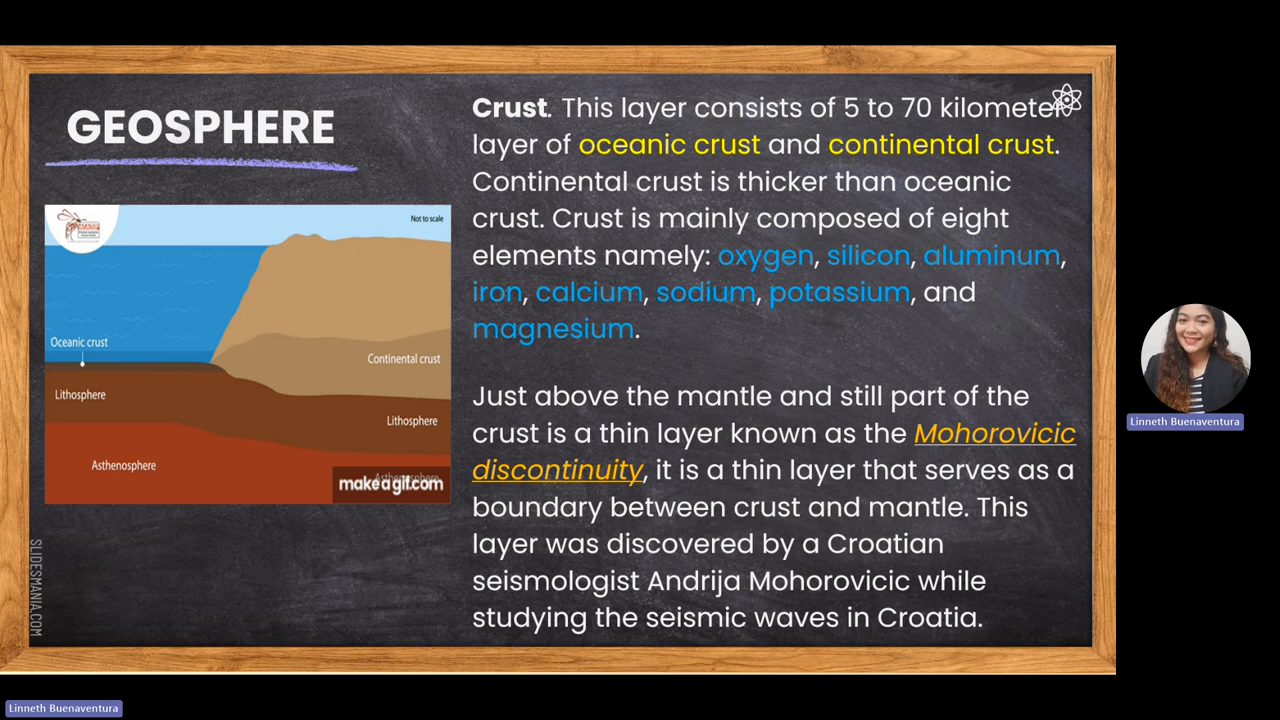 GEOSPHERE
Not to scale
Oceanic crust
Continental crust
Lithosphere
Lithosphere
Asthenosphere
makeagif.com
SLIDESMANIA.COM
Crust. This layer consists of 5 to 70 kilometer
layer of oceanic crust and continental crust.
Continental crust is thicker than oceanic
crust. Crust is mainly composed of eight
elements namely: oxygen, silicon, aluminum,
iron, calcium, sodium, potassium, and
magnesium.
Just above the mantle and still part of the
crust is a thin layer known as the Mohorovicic
discontinuity, it is a thin layer that serves as a
boundary between crust and mantle. This
layer was discovered by a Croatian
seismologist Andrija Mohorovicic while
studying the seismic waves in Croatia.
Linneth Buenaventura
Linneth Buenaventura